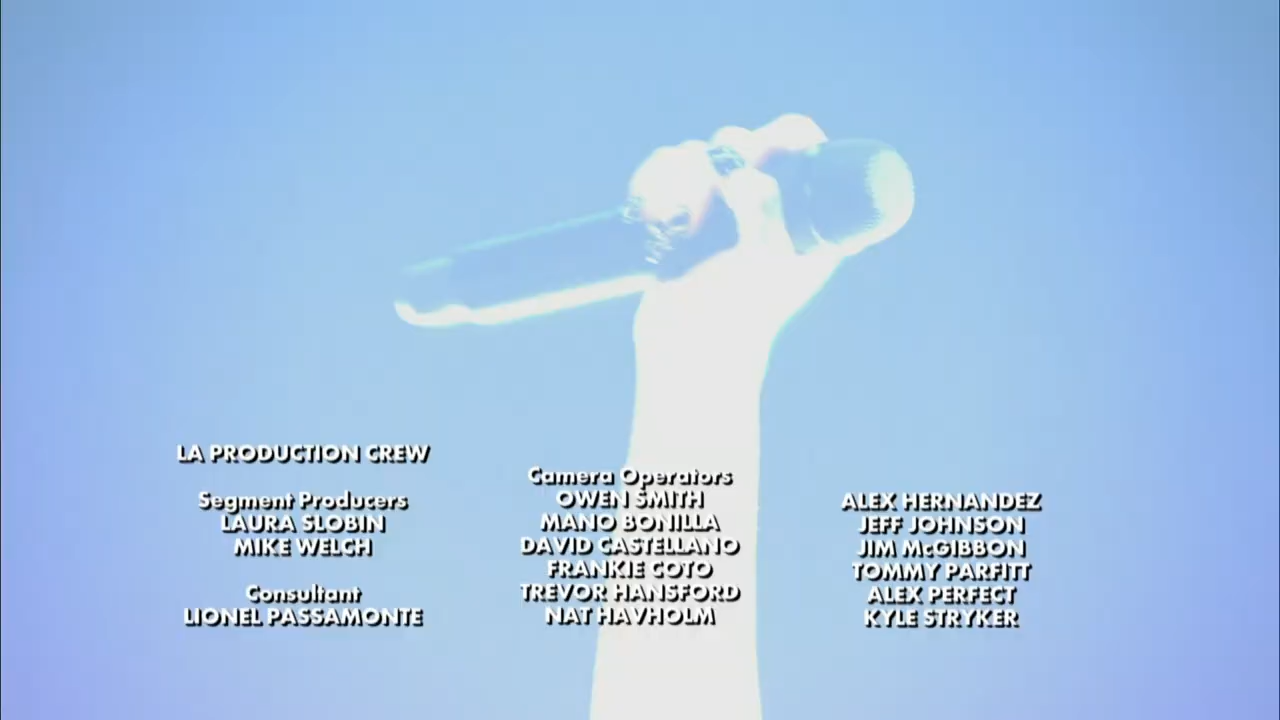 LA PRODUCTION CREW
Segment Producers
LAURA SLOBIN
MIKE WELCH
Consultant
LIONEL PASSAMONTE
Camera Operators
OWEN SMITH
MANO BONILLA
DAVID CASTELLANO
FRANKIE COTO
TREVOR HANSFORD
NAT HAVHOLM
ALEX HERNANDEZ
JEFF JOHNSON
JIM McGIBBON
TOMMY PARFITT
ALEX PERFECT
KYLE STRYKER